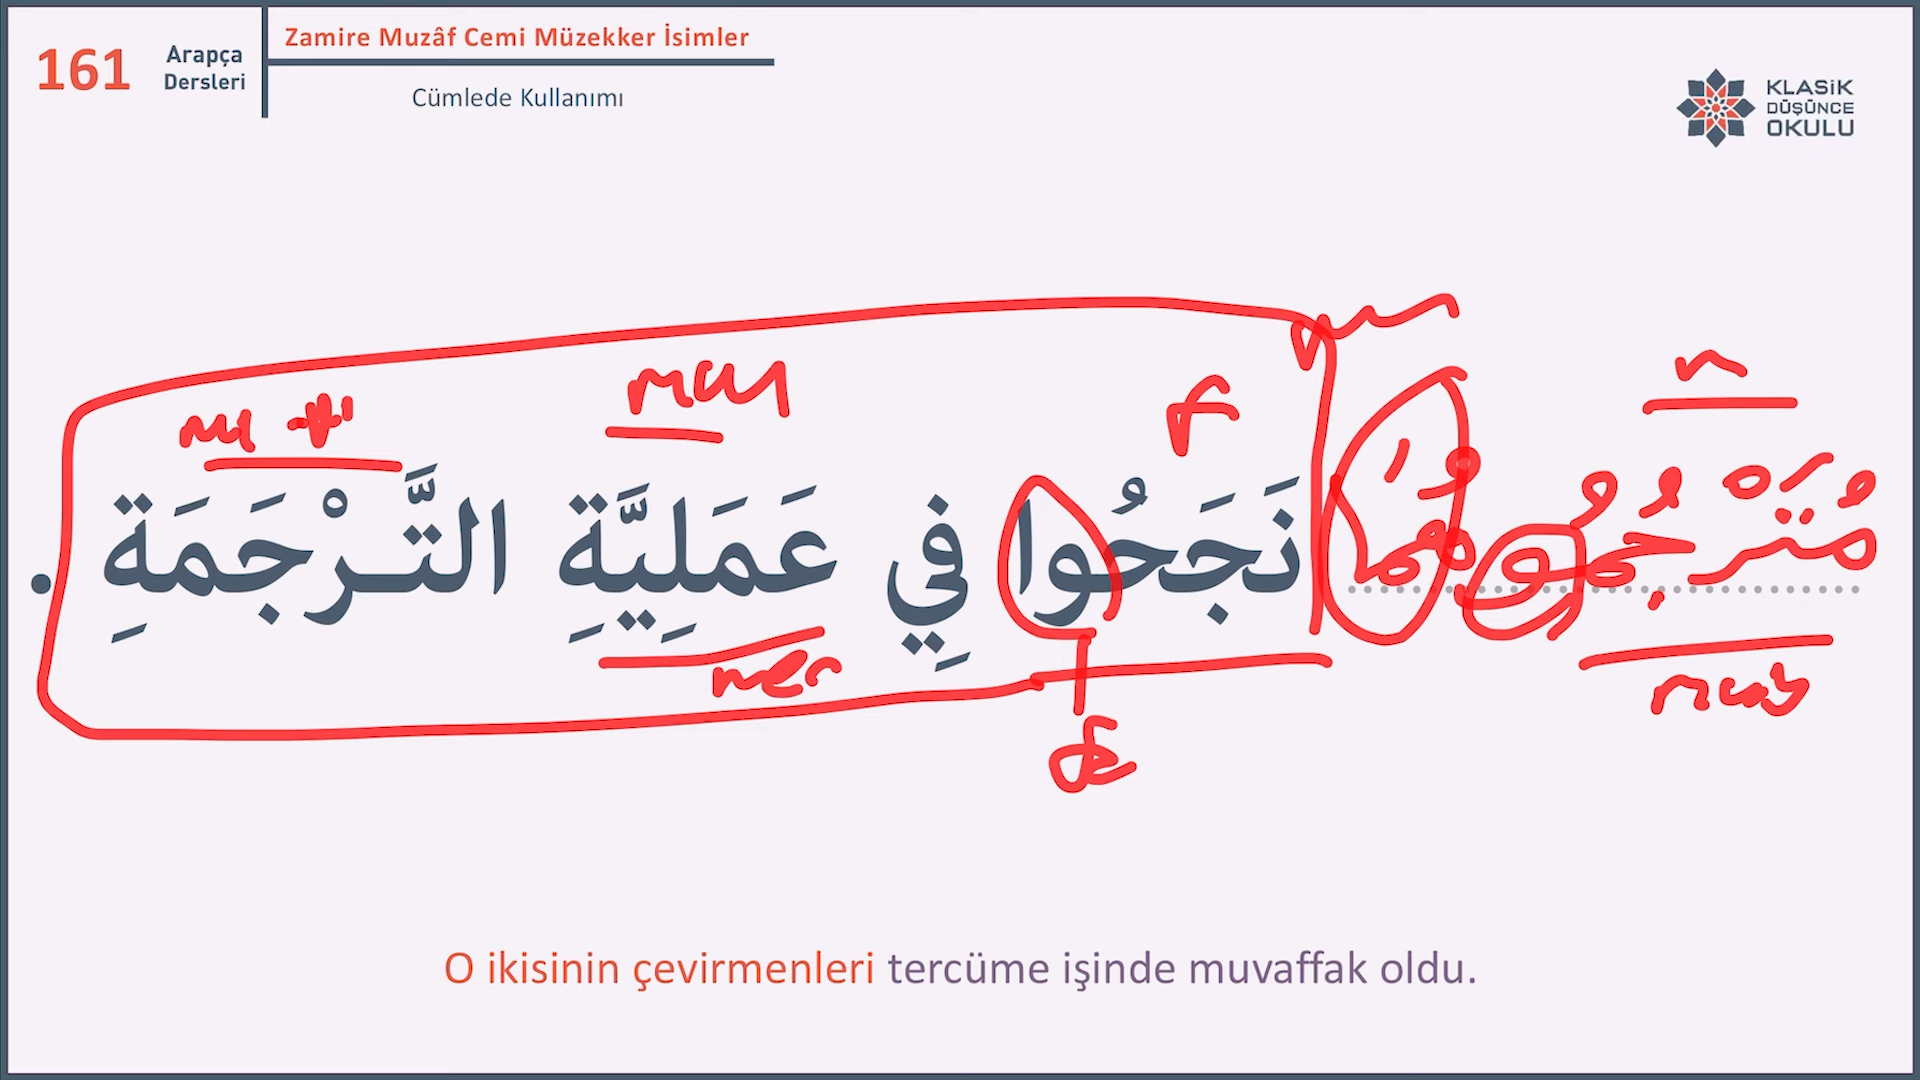 161
Arapça
Dersleri
Zamire Muzâf Cemi Müzekker İsimler
Cümlede Kullanımı
KLASİK
DÜŞÜNCE
OKULU
مُتَرْجِمُوهُمَا نَجَحُوا فِي عَمَلِيَّةِ التَّرْجَمَةِ .
O ikisinin çevirmenleri tercüme işinde muvaffak oldu.